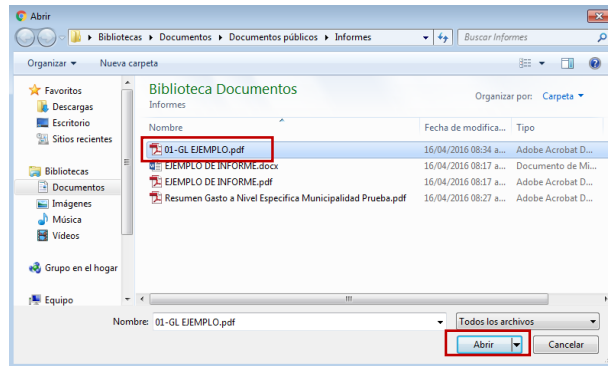 Abrir
Bibliotecas ▸ Documentos ▸ Documentos públicos ▸ Informes
Buscar Informes
Organizar ▾ Nueva carpeta
Favoritos
Descargas
Escritorio
Sitios recientes
Bibliotecas
Documentos
Imágenes
Música
Vídeos
Grupo en el hogar
Equipo
Biblioteca Documentos
Informes
Organizar por: Carpeta ▾
Nombre Fecha de modifica... Tipo
01-GL EJEMPLO.pdf 16/04/2016 08:34 a... Adobe Acrobat D...
EJEMPLO DE INFORME.docx 16/04/2016 08:17 a... Documento de Mi...
EJEMPLO DE INFORME.pdf 16/04/2016 08:17 a... Adobe Acrobat D...
Resumen Gasto a Nivel Especifica Municipalidad Prueba.pdf 16/04/2016 08:27 a... Adobe Acrobat D...
Nombre: 01-GL EJEMPLO.pdf
Todos los archivos
Abrir Cancelar